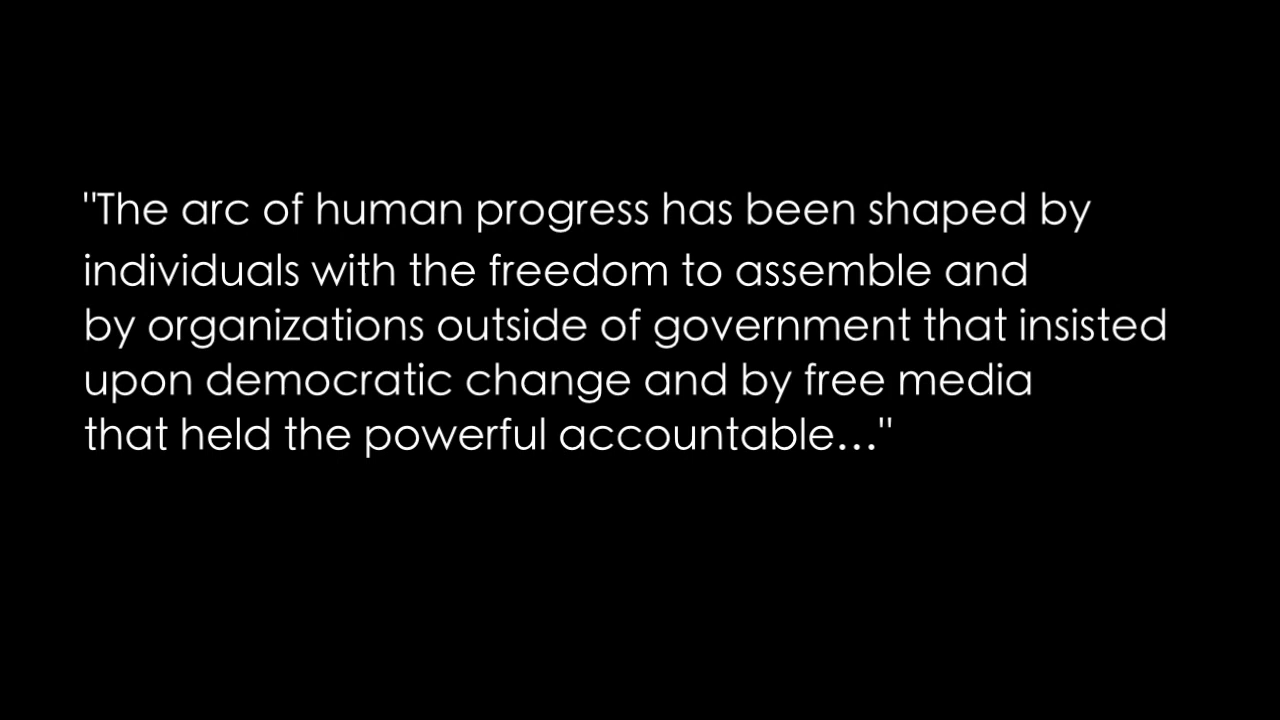 "The arc of human progress has been shaped by
individuals with the freedom to assemble and
by organizations outside of government that insisted
upon democratic change and by free media
that held the powerful accountable…"